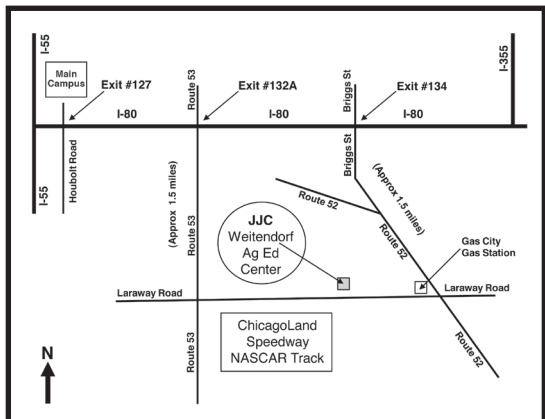 I-55
I-355
Main
Campus
Exit #127
Route 53
Exit #132A
Briggs St
Exit #134
I-80
I-80
I-80
I-55
Houbolt Road
(Approx 1.5 miles)
Route 53
Briggs St
Route 52
(Approx 1.5 miles)
Route 52
JJC
Weitendorf
Ag Ed
Center
Gas City
Gas Station
Laraway Road
Laraway Road
ChicagoLand
Speedway
NASCAR Track
Route 53
Route 52
N